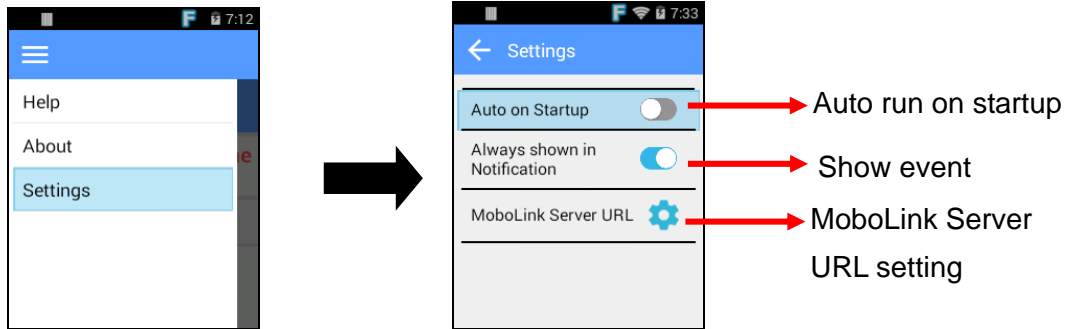 F 7:12
Help
About
Settings
e
F 7:33
Settings
Auto on Startup
Always shown in
Notification
MoboLink Server URL
Auto run on startup
Show event
MoboLink Server
URL setting